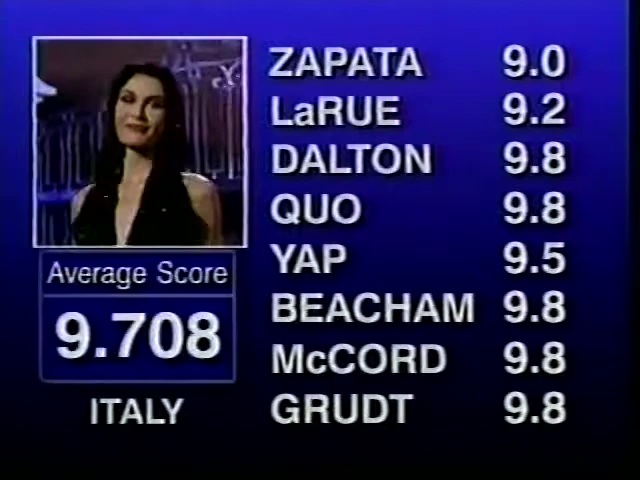 ZAPATA 9.0
LaRUE 9.2
DALTON 9.8
QUO 9.8
YAP 9.5
BEACHAM 9.8
McCORD 9.8
GRUDT 9.8
Average Score
9.708
ITALY